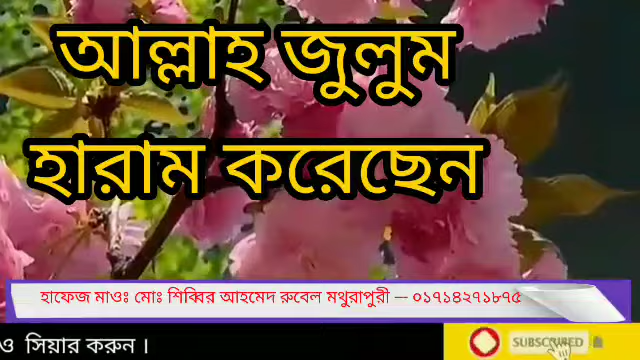 আল্লাহ জুলুম
হারাম করেছেন
হাফেজ মাওঃ মোঃ শিব্বির আহমেদ রুবেল মথুরাপুরী — ০১৭১৪২৭১৮৭৫
ও সিয়ার করুন ।
SUBSCRIBED